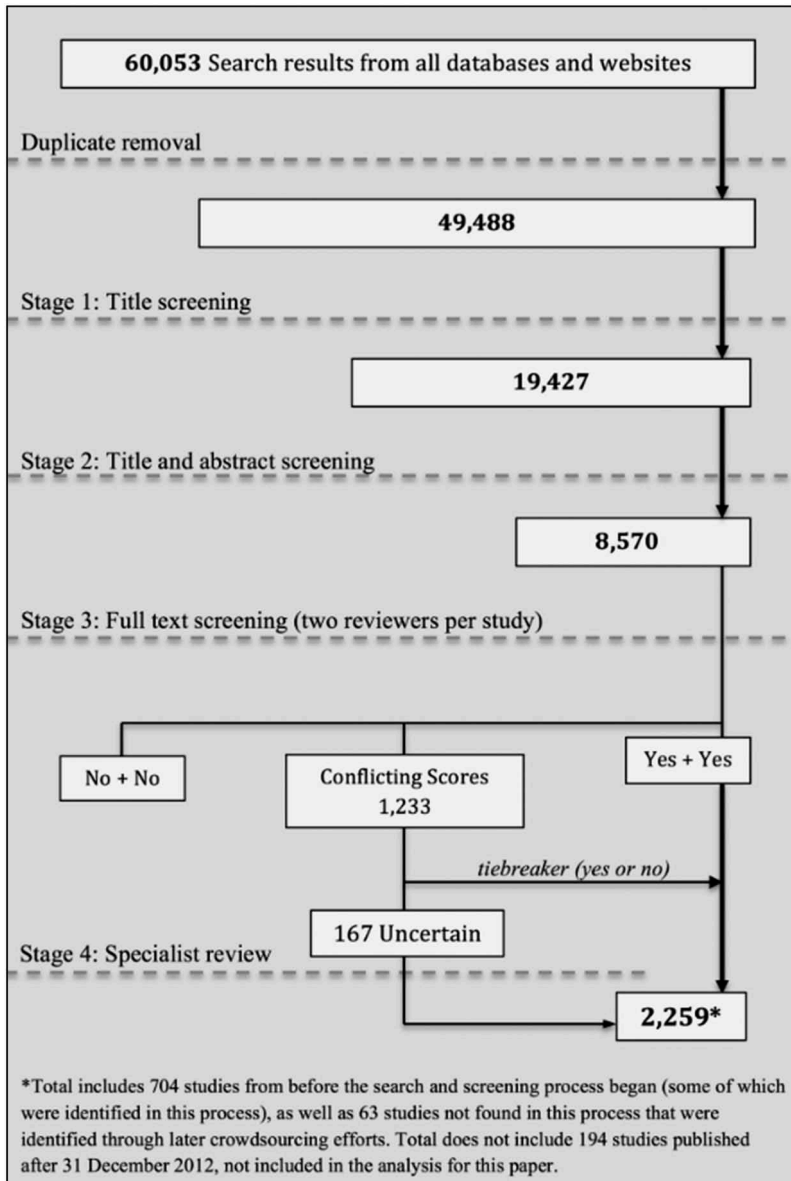 60,053 Search results from all databases and websites
Duplicate removal
49,488
Stage 1: Title screening
19,427
Stage 2: Title and abstract screening
8,570
Stage 3: Full text screening (two reviewers per study)
No + No
Conflicting Scores
1,233
Yes + Yes
tiebreaker (yes or no)
167 Uncertain
Stage 4: Specialist review
2,259*
*Total includes 704 studies from before the search and screening process began (some of which
were identified in this process), as well as 63 studies not found in this process that were
identified through later crowdsourcing efforts. Total does not include 194 studies published
after 31 December 2012, not included in the analysis for this paper.